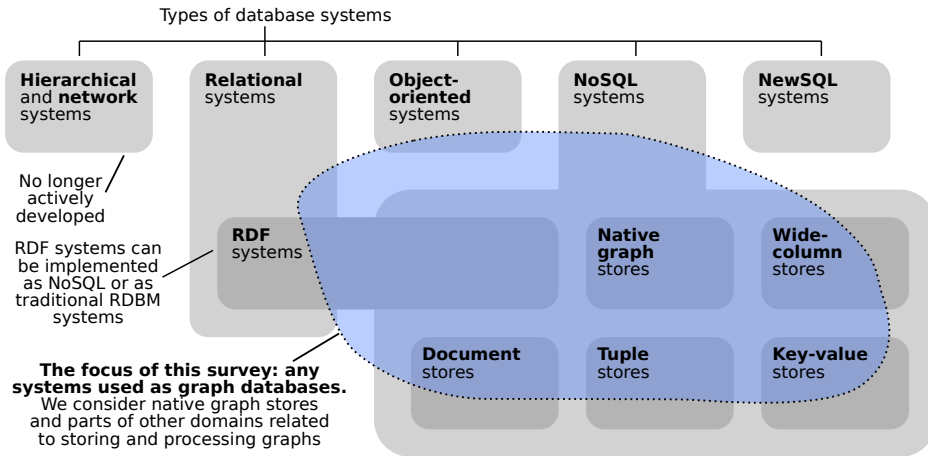 Types of database systems
Hierarchical
and network
systems
Relational
systems
Object-
oriented
systems
NoSQL
systems
NewSQL
systems
No longer
actively
developed
RDF systems can
be implemented
as NoSQL or as
traditional RDBM
systems
RDF
systems
Native
graph
stores
Wide-
column
stores
Document
stores
Tuple
stores
Key-value
stores
The focus of this survey: any
systems used as graph databases.
We consider native graph stores
and parts of other domains related
to storing and processing graphs